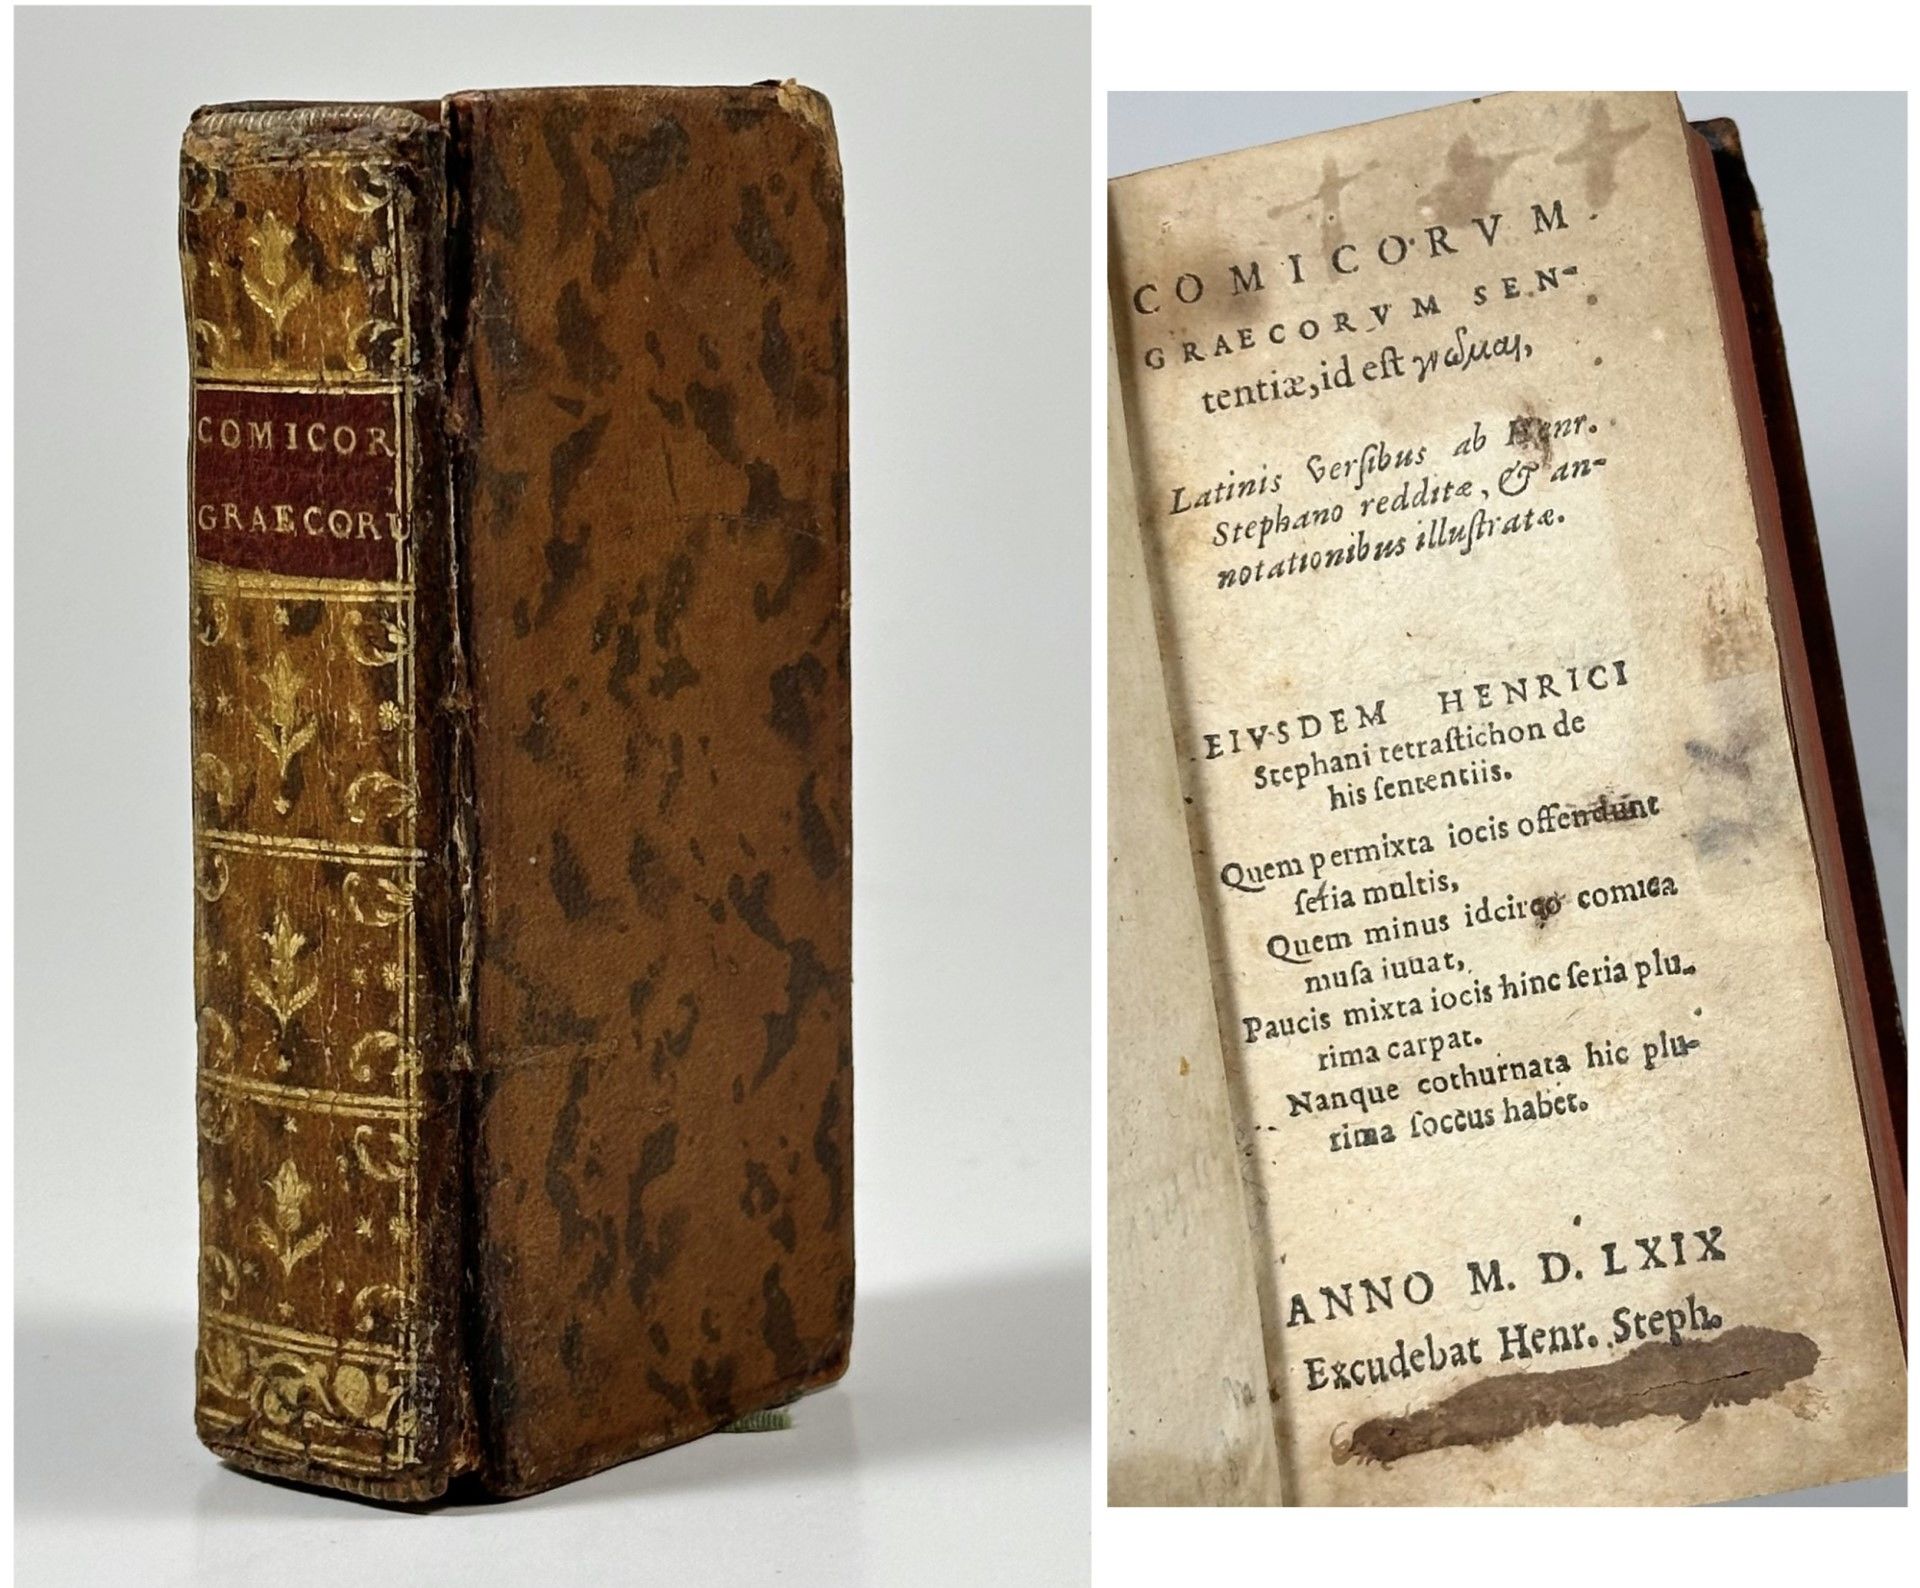 COMICOR
GRAECORU
COMICORVM
GRAECORVM SEN-
tentiæ, id eſt γνῶμαι,
Latinis verſibus ab Henr.
Stephano redditæ, & an-
notationibus illuſtratæ.
EIVSDEM HENRICI
Stephani tetraſtichon de
his ſententiis.
Quem permixta iocis offendunt
ſeria multis,
Quem minus idcirco comica
muſa iuuat,
Paucis mixta iocis hinc ſeria plu-
rima carpat.
Nanque cothurnata hic plu-
rima ſoccus habet.
ANNO M. D. LXIX
Excudebat Henr. Steph.